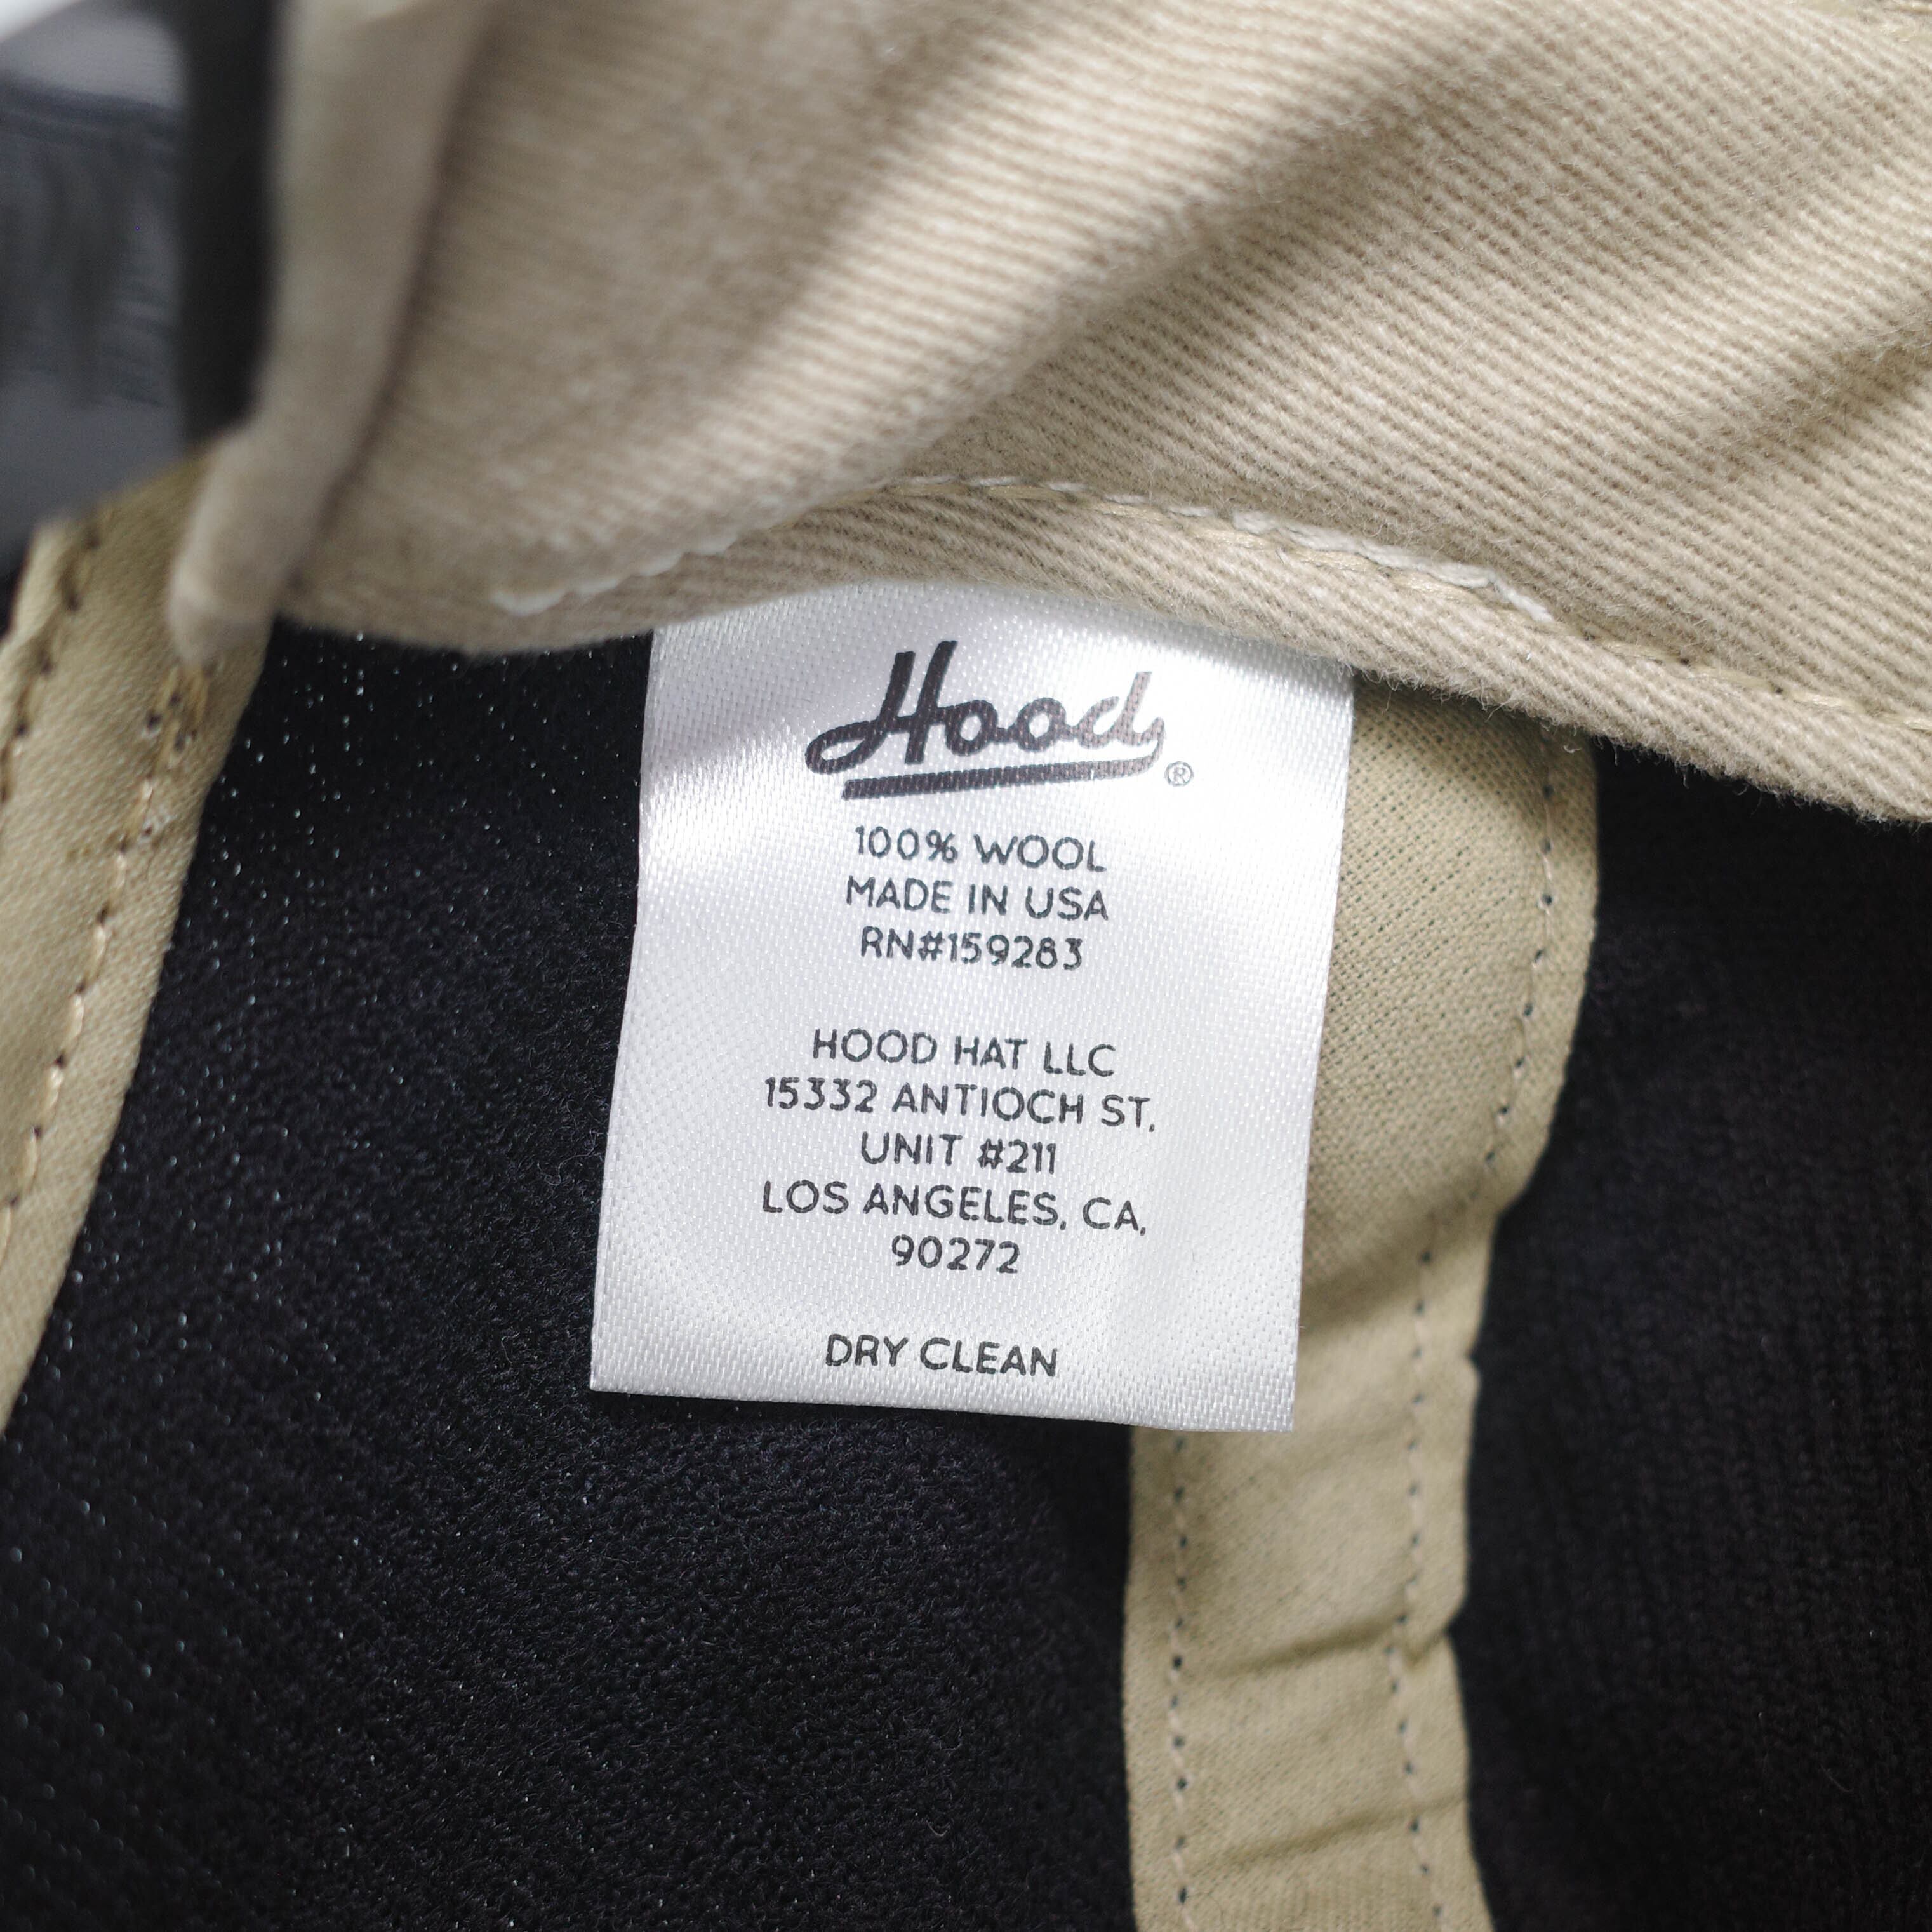 Hood®
100% WOOL
MADE IN USA
RN#159283
HOOD HAT LLC
15332 ANTIOCH ST,
UNIT #211
LOS ANGELES, CA,
90272
DRY CLEAN